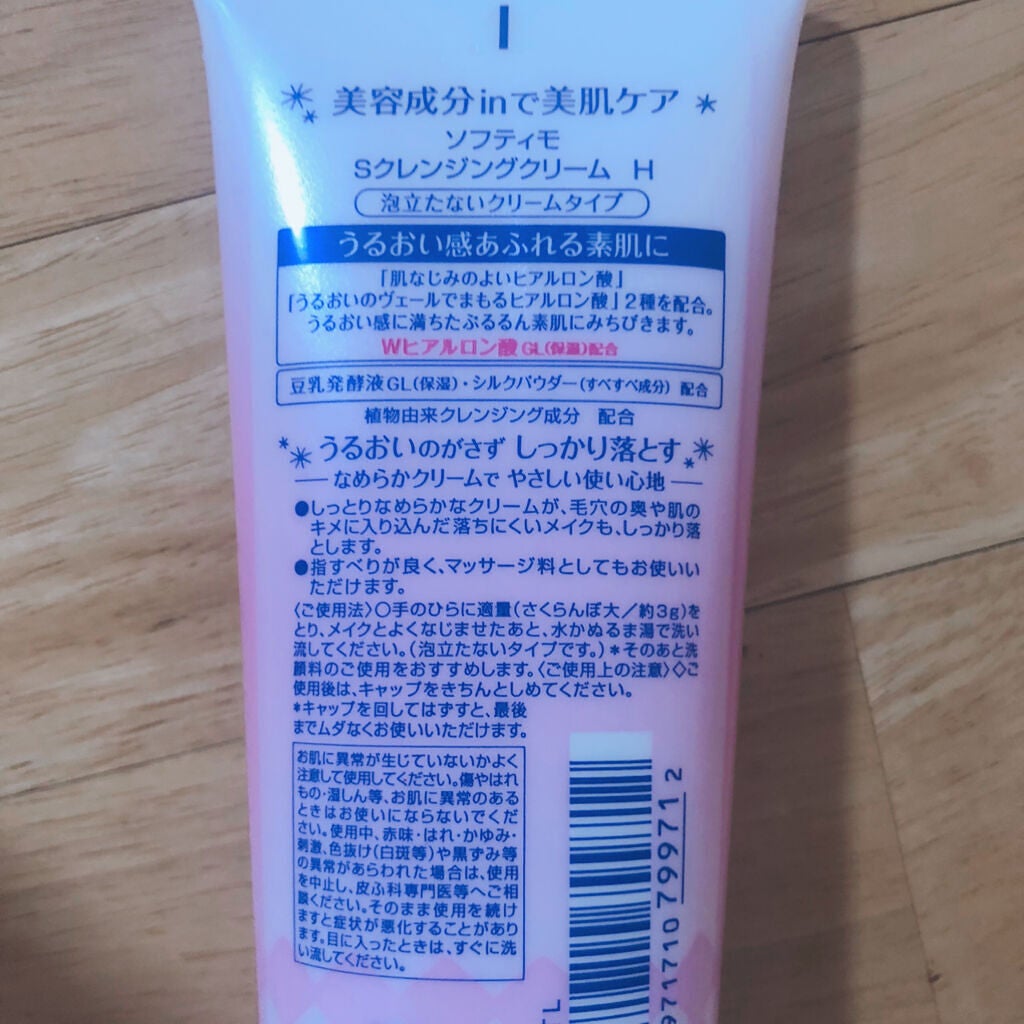 美容成分inで美肌ケア
ソフティモ
Sクレンジングクリーム H
泡立たないクリームタイプ
うるおい感あふれる素肌に
「肌なじみのよいヒアルロン酸」
「うるおいのヴェールでまもるヒアルロン酸」2種を配合。
うるおい感に満ちたぷるるん素肌にみちびきます。
Wヒアルロン酸GL(保湿)配合
豆乳発酵液GL(保湿)・シルクパウダー(すべすべ成分) 配合
植物由来クレンジング成分 配合
うるおいのがさず しっかり落とす
なめらかクリームで やさしい使い心地
●しっとりなめらかなクリームが、毛穴の奥や肌の
キメに入り込んだ落ちにくいメイクも、しっかり落
とします。
●指すべりが良く、マッサージ料としてもお使いい
ただけます。
〈ご使用法〉○手のひらに適量(さくらんぼ大/約3g)を
とり、メイクとよくなじませたあと、水かぬるま湯で洗い
流してください。(泡立たないタイプです。)*そのあと洗
顔料のご使用をおすすめします。〈ご使用上の注意〉◇ご
使用後は、キャップをきちんとしめてください。
*キャップを回してはずすと、最後
までムダなくお使いいただけます。
お肌に異常が生じていないかよく
注意して使用してください。傷やはれ
もの・湿しん等、お肌に異常のある
ときはお使いにならないでくだ
さい。使用中、赤味・はれ・かゆみ・
刺激、色抜け(白斑等)や黒ずみ等
の異常があらわれた場合は、使用
を中止し、皮ふ科専門医等へご相
談ください。そのまま使用を続け
ますと症状が悪化することがあり
ます。目に入ったときは、すぐに洗
い流してください。
971710 799712